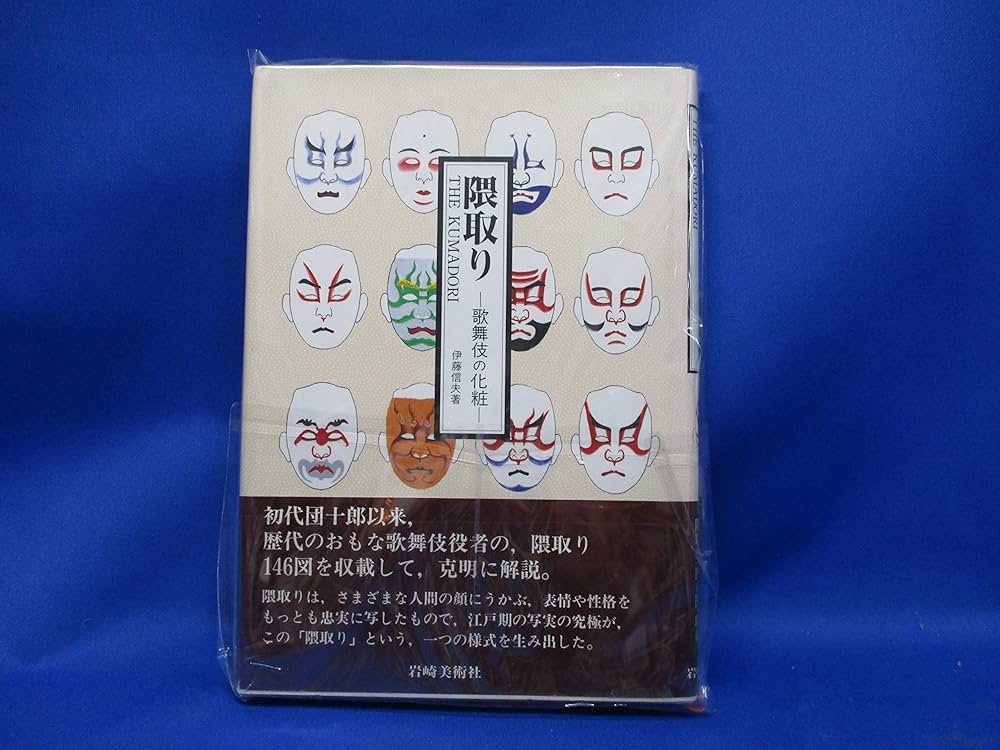 隈取り
THE KUMADORI
―歌舞伎の化粧―
伊藤信夫著
初代団十郎以来,
歴代のおもな歌舞伎役者の, 隈取り
146図を収載して, 克明に解説。
隈取りは, さまざまな人間の顔にうかぶ, 表情や性格を
もっとも忠実に写したもので, 江戸期の写実の究極が,
この「隈取り」という, 一つの様式を生み出した。
岩崎美術社
THE KUMADORI
岩